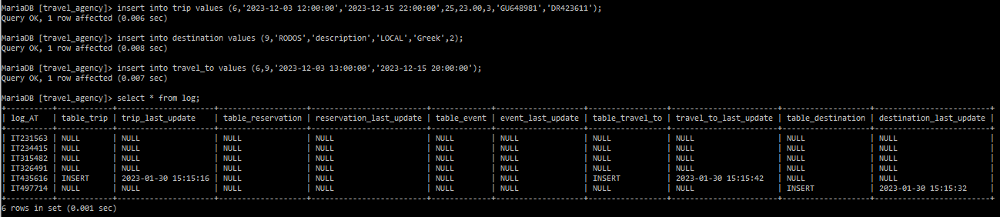 MariaDB [travel_agency]> insert into trip values (6,'2023-12-03 12:00:00','2023-12-15 22:00:00',25,23.00,3,'GU648981','DR423611');
Query OK, 1 row affected (0.006 sec)
MariaDB [travel_agency]> insert into destination values (9,'RODOS','description','LOCAL','Greek',2);
Query OK, 1 row affected (0.008 sec)
MariaDB [travel_agency]> insert into travel_to values (6,9,'2023-12-03 13:00:00','2023-12-15 20:00:00');
Query OK, 1 row affected (0.007 sec)
MariaDB [travel_agency]> select * from log;
+----------+------------+---------------------+-------------------+-------------------------+-------------+-------------------+-----------------+-----------------------+-------------------+-------------------------+
| log_AT | table_trip | trip_last_update | table_reservation | reservation_last_update | table_event | event_last_update | table_travel_to | travel_to_last_update | table_destination | destination_last_update |
+----------+------------+---------------------+-------------------+-------------------------+-------------+-------------------+-----------------+-----------------------+-------------------+-------------------------+
| IT231563 | NULL | NULL | NULL | NULL | NULL | NULL | NULL | NULL | NULL | NULL |
| IT234415 | NULL | NULL | NULL | NULL | NULL | NULL | NULL | NULL | NULL | NULL |
| IT315482 | NULL | NULL | NULL | NULL | NULL | NULL | NULL | NULL | NULL | NULL |
| IT326491 | NULL | NULL | NULL | NULL | NULL | NULL | NULL | NULL | NULL | NULL |
| IT435616 | INSERT | 2023-01-30 15:15:16 | NULL | NULL | NULL | NULL | INSERT | 2023-01-30 15:15:42 | NULL | NULL |
| IT497714 | NULL | NULL | NULL | NULL | NULL | NULL | NULL | NULL | INSERT | 2023-01-30 15:15:32 |
+----------+------------+---------------------+-------------------+-------------------------+-------------+-------------------+-----------------+-----------------------+-------------------+-------------------------+
6 rows in set (0.001 sec)